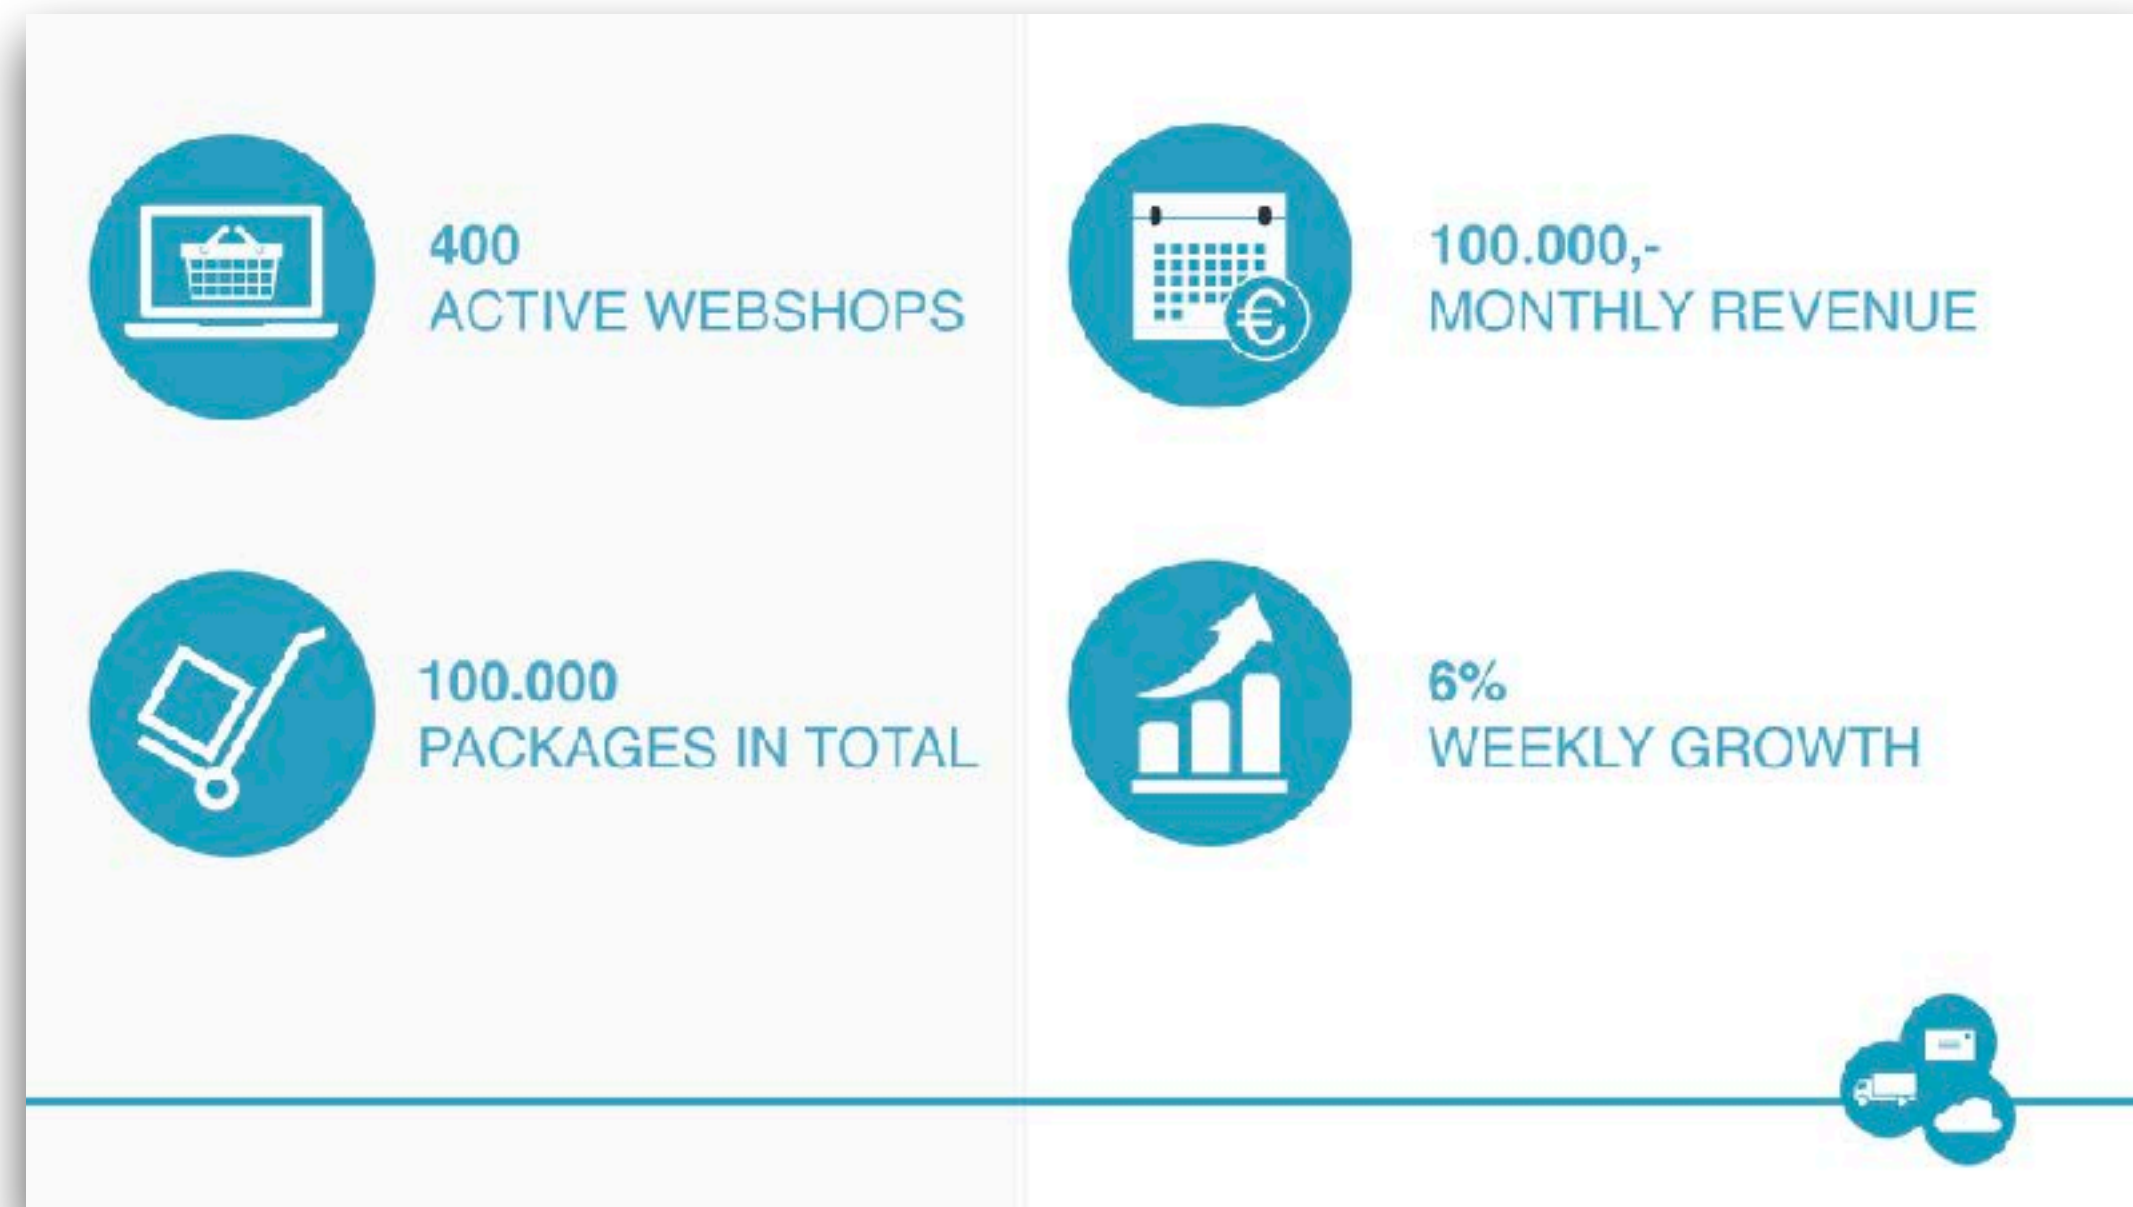 400
ACTIVE WEBSHOPS
100.000,-
MONTHLY REVENUE
€
100.000
PACKAGES IN TOTAL
6%
WEEKLY GROWTH